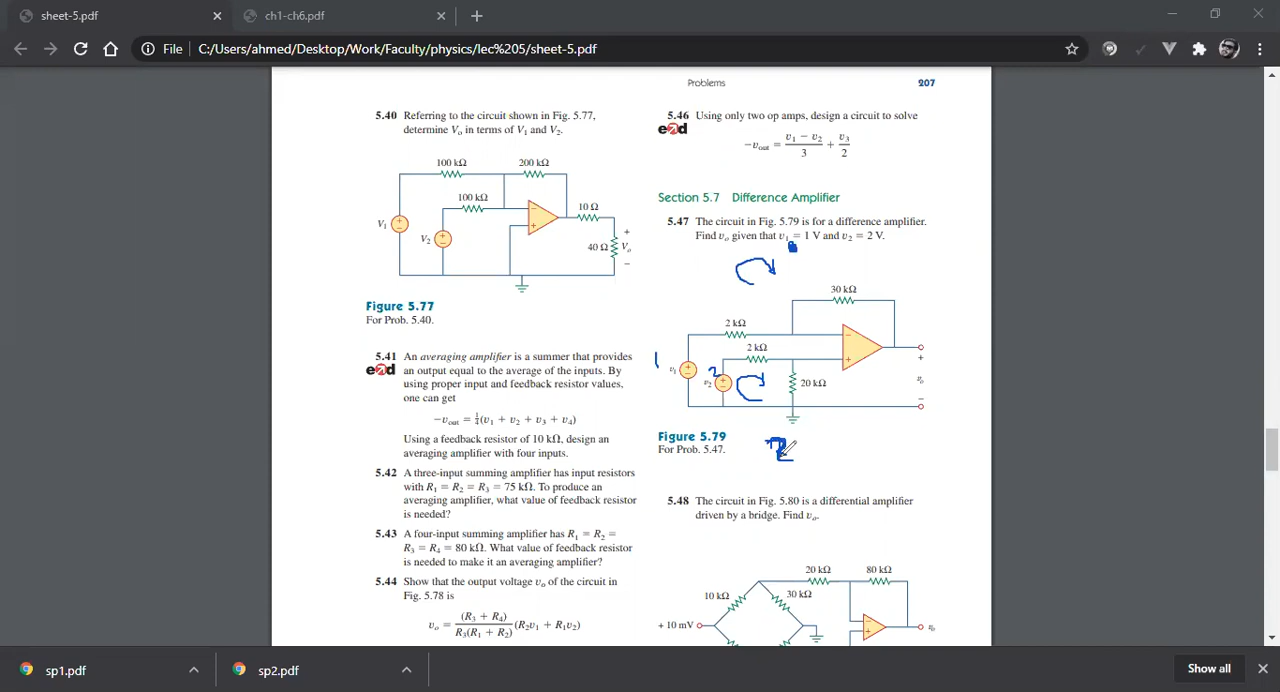 sheet-5.pdf
ch1-ch6.pdf
File
C:/Users/ahmed/Desktop/Work/Faculty/physics/lec%205/sheet-5.pdf
Problems
207
5.40 Referring to the circuit shown in Fig. 5.77,
determine Vₒ in terms of V₁ and V₂.
100 kΩ
200 kΩ
100 kΩ
10 Ω
V₁
V₂
+
40 Ω
Vₒ
−
Figure 5.77
For Prob. 5.40.
5.41 An averaging amplifier is a summer that provides
an output equal to the average of the inputs. By
using proper input and feedback resistor values,
one can get
−v_out = ¼(v₁ + v₂ + v₃ + v₄)
Using a feedback resistor of 10 kΩ, design an
averaging amplifier with four inputs.
5.42 A three-input summing amplifier has input resistors
with R₁ = R₂ = R₃ = 75 kΩ. To produce an
averaging amplifier, what value of feedback resistor
is needed?
5.43 A four-input summing amplifier has R₁ = R₂ =
R₃ = R₄ = 80 kΩ. What value of feedback resistor
is needed to make it an averaging amplifier?
5.44 Show that the output voltage vₒ of the circuit in
Fig. 5.78 is
vₒ = (R₃ + R₄) / R₃(R₁ + R₂) (R₂v₁ + R₁v₂)
5.46 Using only two op amps, design a circuit to solve
−v_out = (v₁ − v₂)/3 + v₃/2
Section 5.7 Difference Amplifier
5.47 The circuit in Fig. 5.79 is for a difference amplifier.
Find vₒ given that v₁ = 1 V and v₂ = 2 V.
30 kΩ
2 kΩ
2 kΩ
1
v₁
2
v₂
20 kΩ
+
vₒ
−
Figure 5.79
For Prob. 5.47.
5.48 The circuit in Fig. 5.80 is a differential amplifier
driven by a bridge. Find vₒ.
20 kΩ
80 kΩ
10 kΩ
30 kΩ
+ 10 mV
vₒ
sp1.pdf
sp2.pdf
Show all